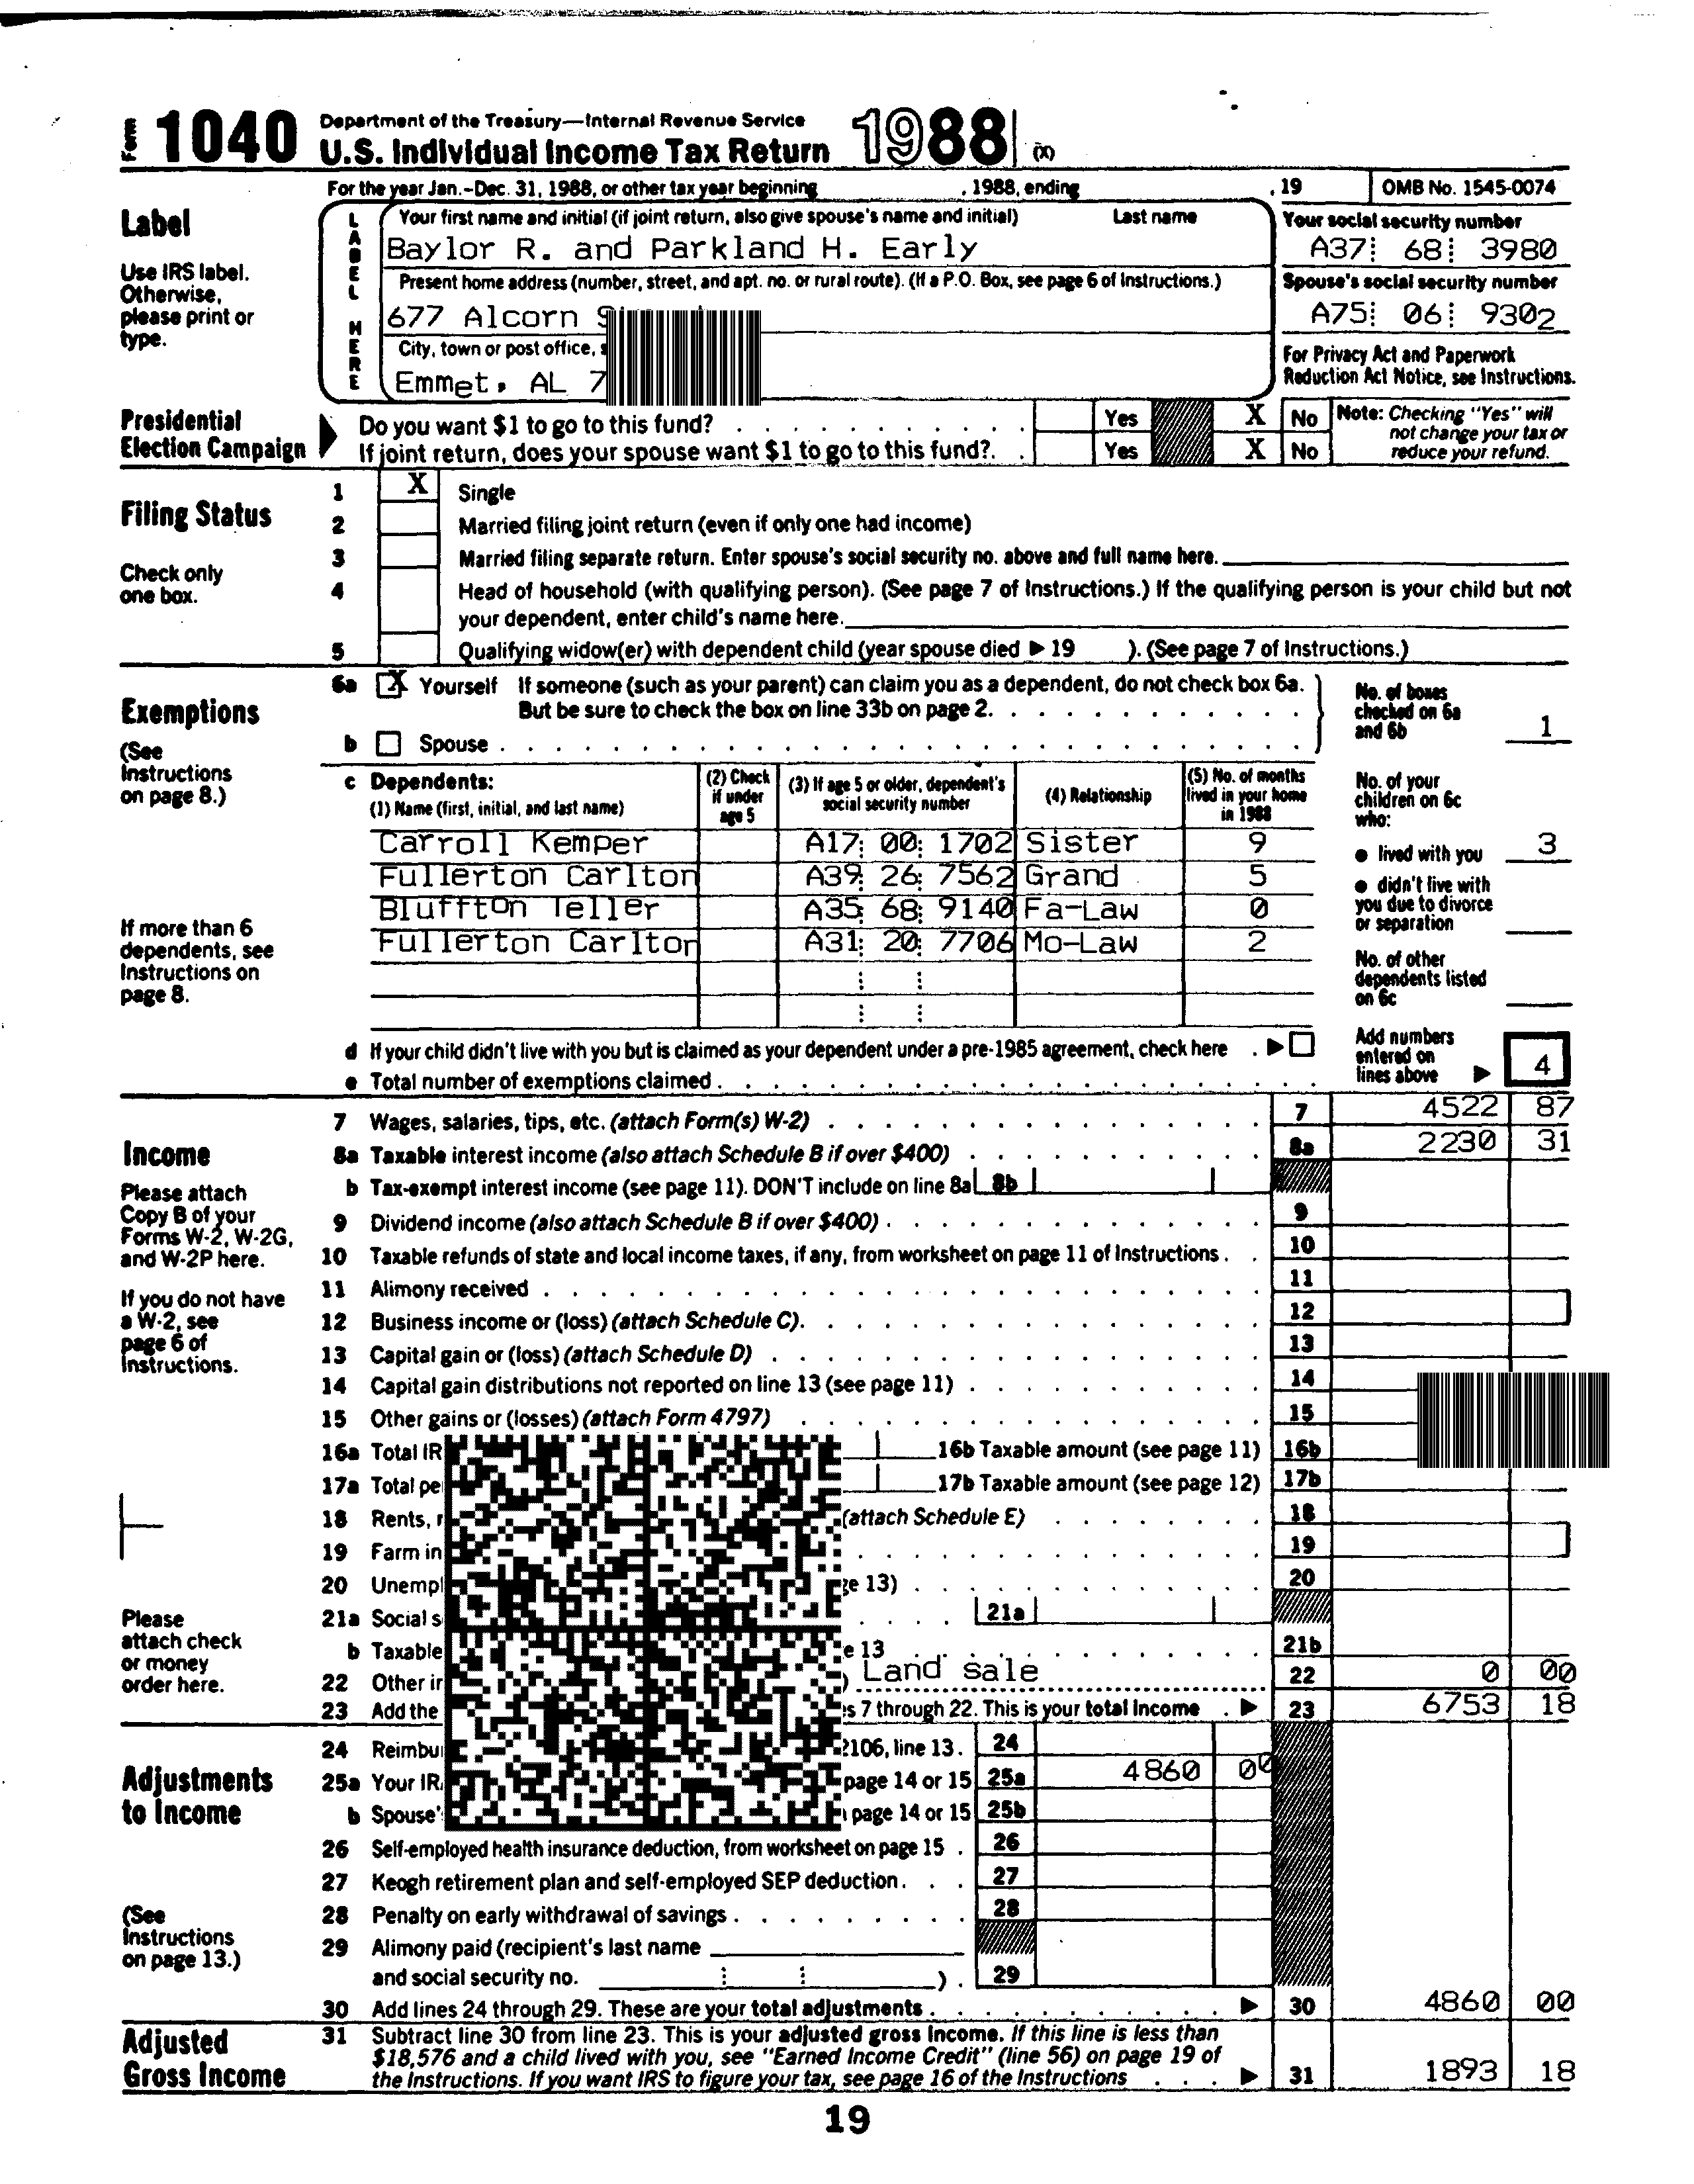 Form 1040 Department of the Treasury—Internal Revenue Service
U.S. Individual Income Tax Return 1988 (X)
For the year Jan.-Dec. 31, 1988, or other tax year beginning , 1988, ending , 19 OMB No. 1545-0074
Label
Use IRS label.
Otherwise,
please print or
type.
LABEL HERE
Your first name and initial (if joint return, also give spouse's name and initial) Last name
Baylor R. and Parkland H. Early
Present home address (number, street, and apt. no. or rural route). (If a P.O. Box, see page 6 of Instructions.)
677 Alcorn
City, town or post office,
Emmet, AL 7
Your social security number
A37 68 3980
Spouse's social security number
A75 06 9302
For Privacy Act and Paperwork
Reduction Act Notice, see Instructions.
Presidential
Election Campaign
Do you want $1 to go to this fund? Yes X No
If joint return, does your spouse want $1 to go to this fund?. Yes X No
Note: Checking "Yes" will
not change your tax or
reduce your refund.
Filing Status
Check only
one box.
1 X Single
2 Married filing joint return (even if only one had income)
3 Married filing separate return. Enter spouse's social security no. above and full name here.
4 Head of household (with qualifying person). (See page 7 of Instructions.) If the qualifying person is your child but not
your dependent, enter child's name here.
5 Qualifying widow(er) with dependent child (year spouse died ▶ 19 ). (See page 7 of Instructions.)
Exemptions
(See
Instructions
on page 8.)
If more than 6
dependents, see
Instructions on
page 8.
6a X Yourself If someone (such as your parent) can claim you as a dependent, do not check box 6a.
But be sure to check the box on line 33b on page 2.
b Spouse
No. of boxes
checked on 6a
and 6b 1
c Dependents:
(1) Name (first, initial, and last name)
(2) Check
if under
age 5
(3) If age 5 or older, dependent's
social security number
(4) Relationship
(5) No. of months
lived in your home
in 1988
Carroll Kemper A17 00 1702 Sister 9
Fullerton Carlton A39 26 7562 Grand 5
Bluffton Teller A35 68 9140 Fa-Law 0
Fullerton Carlton A31 20 7706 Mo-Law 2
No. of your
children on 6c
who:
● lived with you 3
● didn't live with
you due to divorce
or separation
No. of other
dependents listed
on 6c
d If your child didn't live with you but is claimed as your dependent under a pre-1985 agreement, check here . ▶
e Total number of exemptions claimed
Add numbers
entered on
lines above ▶ 4
Income
Please attach
Copy B of your
Forms W-2, W-2G,
and W-2P here.
If you do not have
a W-2, see
page 6 of
Instructions.
Please
attach check
or money
order here.
7 Wages, salaries, tips, etc. (attach Form(s) W-2) 7 4522 87
8a Taxable interest income (also attach Schedule B if over $400) 8a 2230 31
b Tax-exempt interest income (see page 11). DON'T include on line 8a 8b
9 Dividend income (also attach Schedule B if over $400) 9
10 Taxable refunds of state and local income taxes, if any, from worksheet on page 11 of Instructions. 10
11 Alimony received 11
12 Business income or (loss) (attach Schedule C). 12
13 Capital gain or (loss) (attach Schedule D) 13
14 Capital gain distributions not reported on line 13 (see page 11) 14
15 Other gains or (losses) (attach Form 4797) 15
16a Total IR 16b Taxable amount (see page 11) 16b
17a Total pe 17b Taxable amount (see page 12) 17b
18 Rents, r (attach Schedule E) 18
19 Farm in 19
20 Unempl ge 13) 20
21a Social s 21a
b Taxable e 13 21b
22 Other ir ) Land sale 22 0 00
23 Add the s 7 through 22. This is your total income ▶ 23 6753 18
Adjustments
to Income
(See
Instructions
on page 13.)
24 Reimbu 2106, line 13. 24
25a Your IR page 14 or 15 25a 4860 00
b Spouse' page 14 or 15 25b
26 Self-employed health insurance deduction, from worksheet on page 15 26
27 Keogh retirement plan and self-employed SEP deduction 27
28 Penalty on early withdrawal of savings 28
29 Alimony paid (recipient's last name
and social security no. ) . 29
30 Add lines 24 through 29. These are your total adjustments ▶ 30 4860 00
Adjusted
Gross Income
31 Subtract line 30 from line 23. This is your adjusted gross income. If this line is less than
$18,576 and a child lived with you, see "Earned Income Credit" (line 56) on page 19 of
the Instructions. If you want IRS to figure your tax, see page 16 of the Instructions ▶ 31 1893 18
19